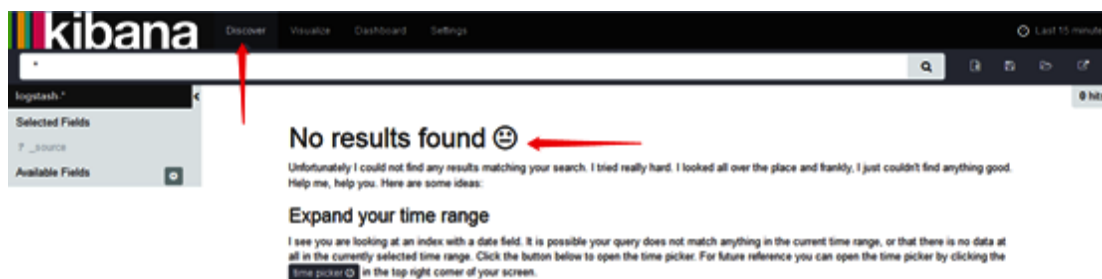 kibana Discover Visualize Dashboard Settings Last 15 minute
*
logstash-*
0 hits
Selected Fields
? _source
Available Fields
No results found
Unfortunately I could not find any results matching your search. I tried really hard. I looked all over the place and frankly, I just couldn't find anything good.
Help me, help you. Here are some ideas:
Expand your time range
I see you are looking at an index with a date field. It is possible your query does not match anything in the current time range, or that there is no data at
all in the currently selected time range. Click the button below to open the time picker. For future reference you can open the time picker by clicking the
time picker in the top right corner of your screen.